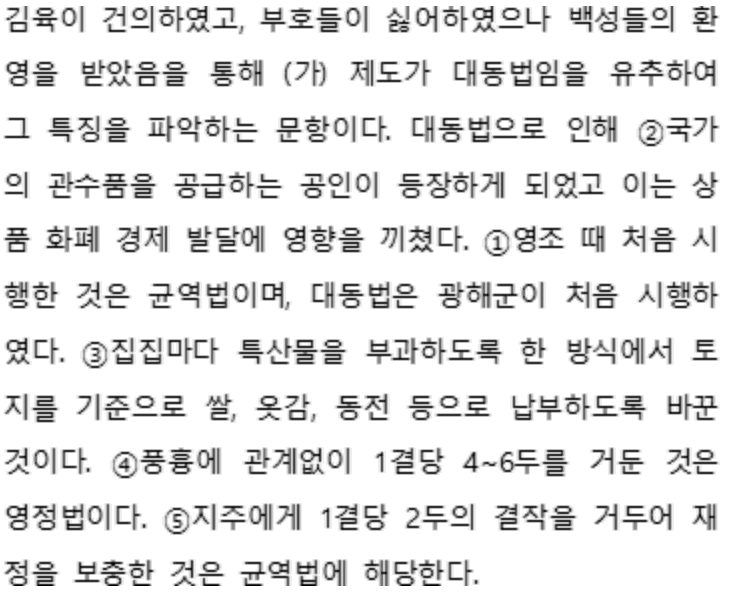 김육이 건의하였고, 부호들이 싫어하였으나 백성들의 환
영을 받았음을 통해 (가) 제도가 대동법임을 유추하여
그 특징을 파악하는 문항이다. 대동법으로 인해 ②국가
의 관수품을 공급하는 공인이 등장하게 되었고 이는 상
품 화폐 경제 발달에 영향을 끼쳤다. ①영조 때 처음 시
행한 것은 균역법이며, 대동법은 광해군이 처음 시행하
였다. ③집집마다 특산물을 부과하도록 한 방식에서 토
지를 기준으로 쌀, 옷감, 동전 등으로 납부하도록 바꾼
것이다. ④풍흉에 관계없이 1결당 4~6두를 거둔 것은
영정법이다. ⑤지주에게 1결당 2두의 결작을 거두어 재
정을 보충한 것은 균역법에 해당한다.